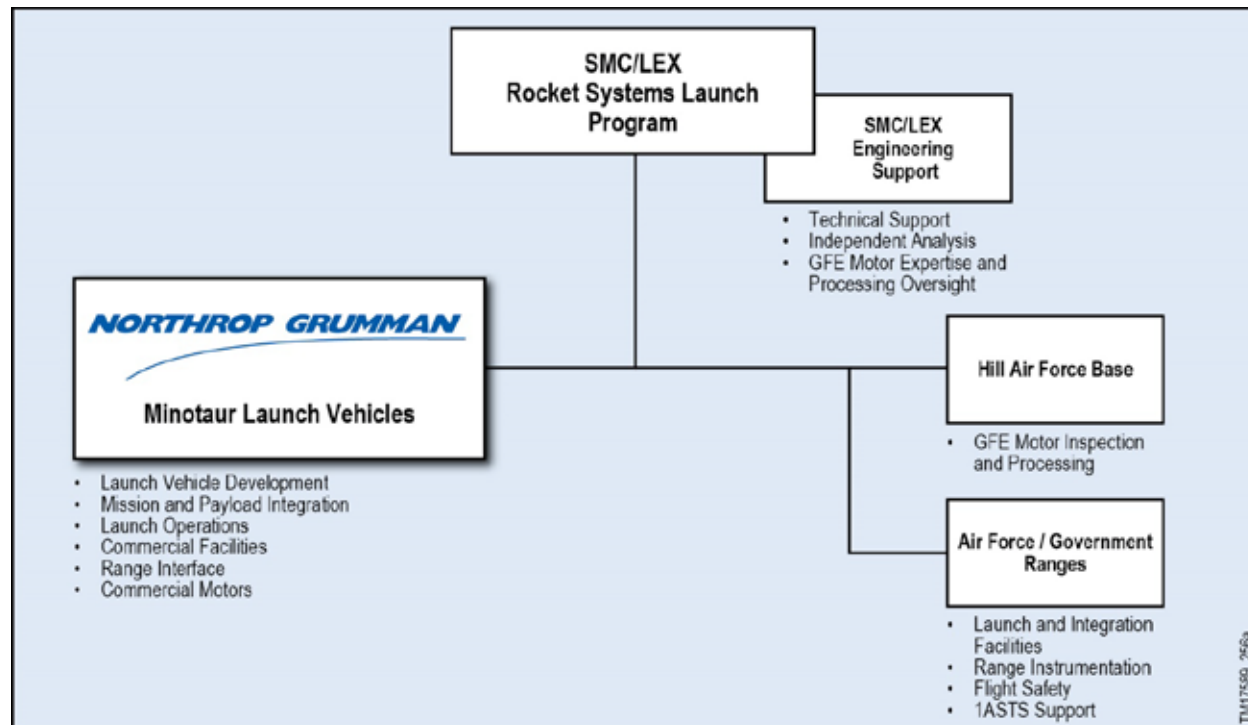 SMC/LEX
Rocket Systems Launch
Program
SMC/LEX
Engineering
Support
• Technical Support
• Independent Analysis
• GFE Motor Expertise and
Processing Oversight
NORTHROP GRUMMAN
Minotaur Launch Vehicles
• Launch Vehicle Development
• Mission and Payload Integration
• Launch Operations
• Commercial Facilities
• Range Interface
• Commercial Motors
Hill Air Force Base
• GFE Motor Inspection
and Processing
Air Force / Government
Ranges
• Launch and Integration
Facilities
• Range Instrumentation
• Flight Safety
• 1ASTS Support
TM17589_256a